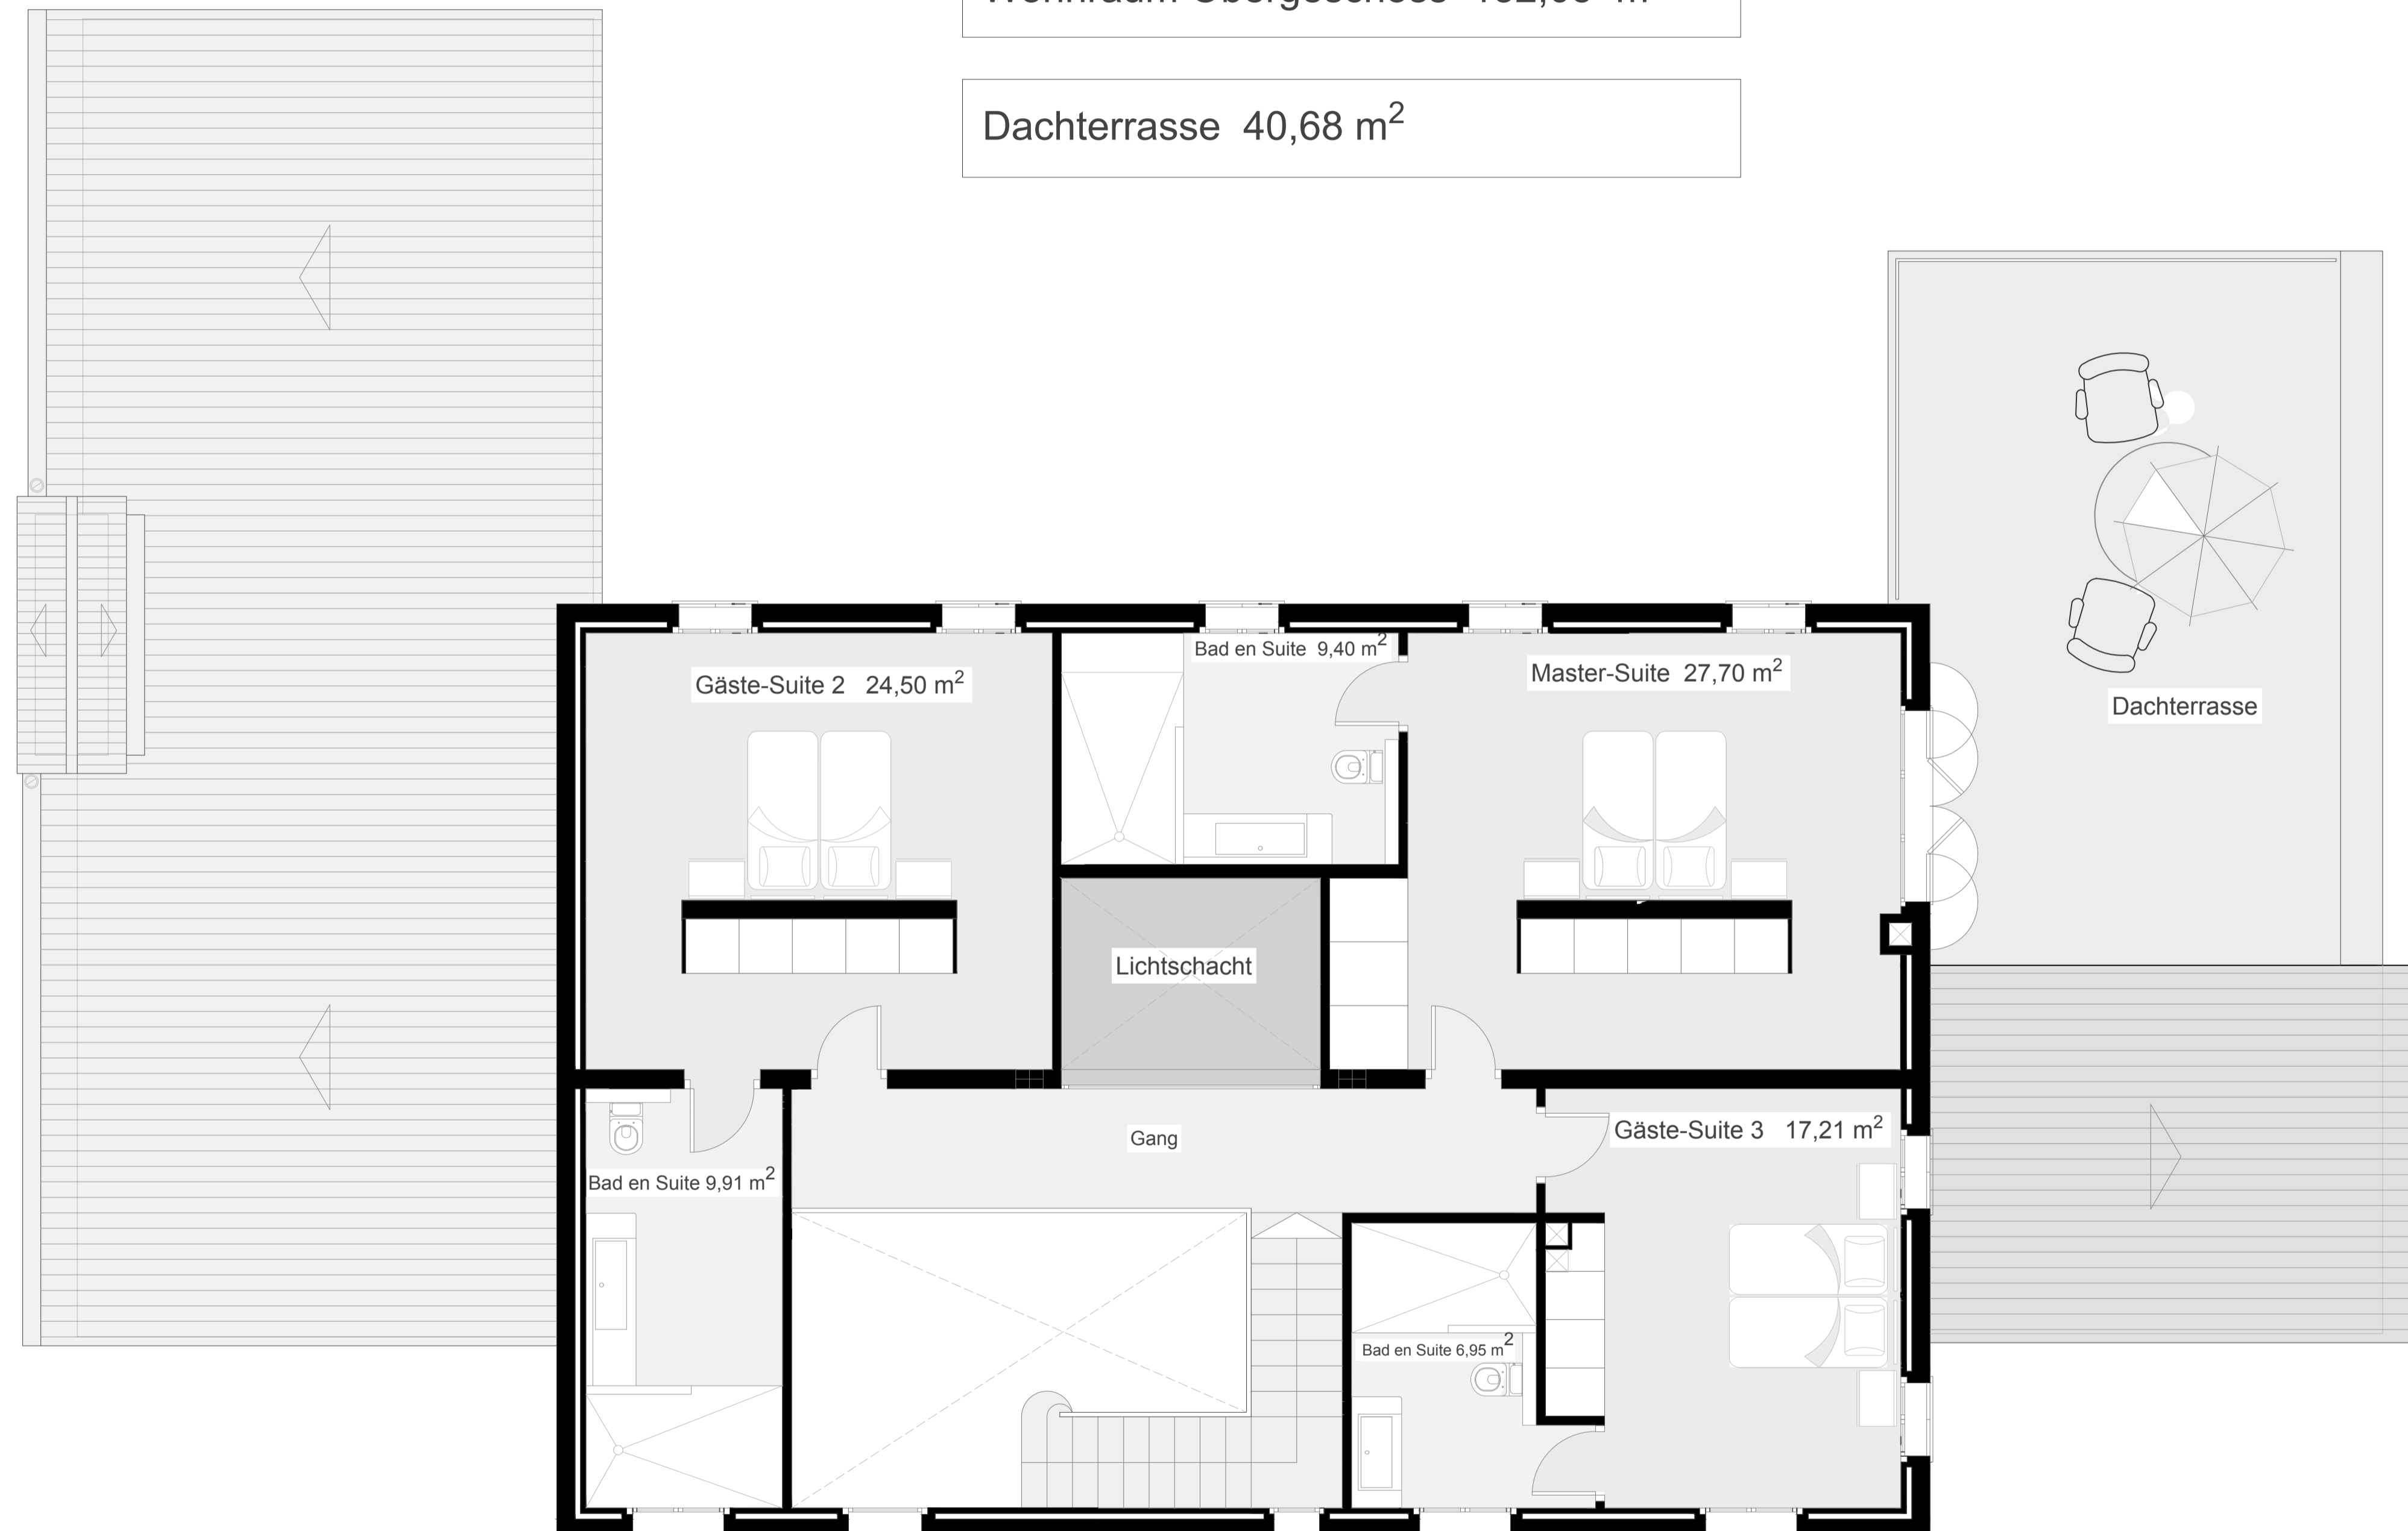 Dachterrasse 40,68 m²
Bad en Suite 9,40 m²
Master-Suite 27,70 m²
Gäste-Suite 2 24,50 m²
Dachterrasse
Lichtschacht
Gäste-Suite 3 17,21 m²
Gang
Bad en Suite 9,91 m²
Bad en Suite 6,95 m²